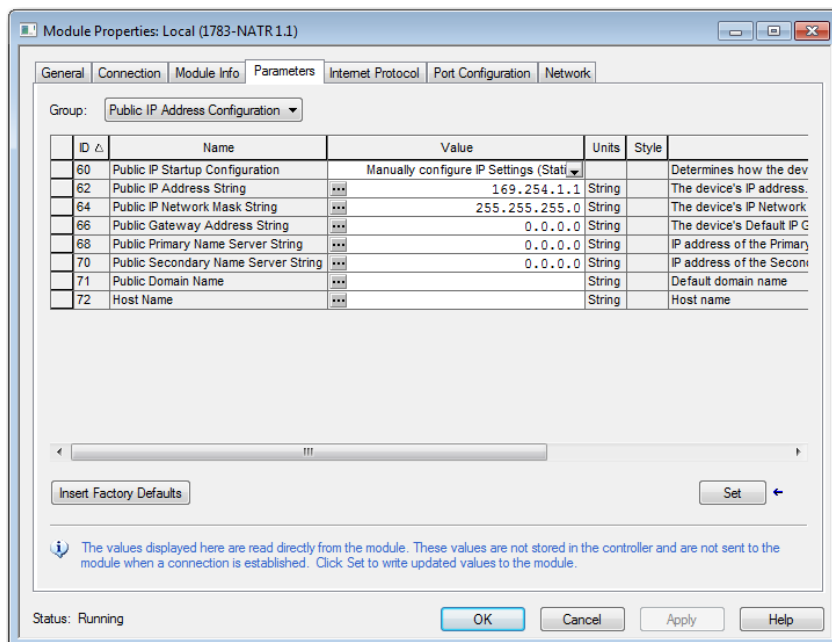 Module Properties: Local (1783-NATR 1.1)
General Connection Module Info Parameters Internet Protocol Port Configuration Network
Group: Public IP Address Configuration
ID Name Value Units Style
60 Public IP Startup Configuration Manually configure IP Settings (Stati Determines how the dev
62 Public IP Address String ... 169.254.1.1 String The device's IP address.
64 Public IP Network Mask String ... 255.255.255.0 String The device's IP Network
66 Public Gateway Address String ... 0.0.0.0 String The device's Default IP G
68 Public Primary Name Server String ... 0.0.0.0 String IP address of the Primary
70 Public Secondary Name Server String ... 0.0.0.0 String IP address of the Secon
71 Public Domain Name ... String Default domain name
72 Host Name ... String Host name
Insert Factory Defaults Set
The values displayed here are read directly from the module. These values are not stored in the controller and are not sent to the
module when a connection is established. Click Set to write updated values to the module.
Status: Running OK Cancel Apply Help